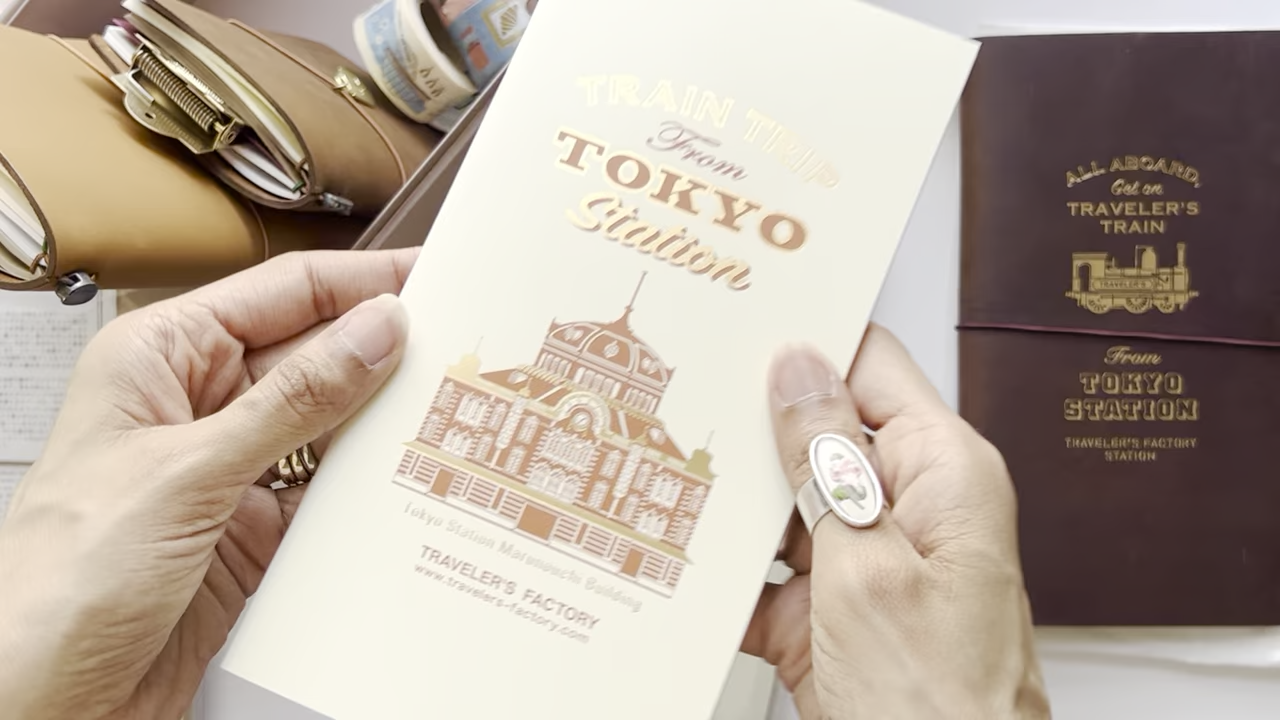 TRAIN TRIP
From
TOKYO
Station
Tokyo Station Marunouchi Building
TRAVELER'S FACTORY
www.travelers-factory.com
ALL ABOARD,
Get on
TRAVELER'S
TRAIN
TRAVELER'S
From
TOKYO
STATION
TRAVELER'S FACTORY
STATION